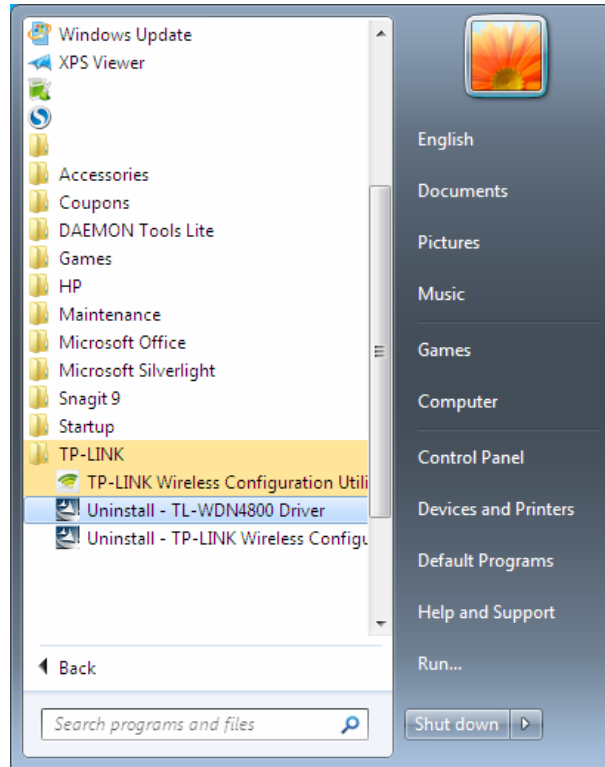 Windows Update
XPS Viewer
Accessories
Coupons
DAEMON Tools Lite
Games
HP
Maintenance
Microsoft Office
Microsoft Silverlight
Snagit 9
Startup
TP-LINK
TP-LINK Wireless Configuration Utili
Uninstall - TL-WDN4800 Driver
Uninstall - TP-LINK Wireless Configu
Back
Search programs and files
English
Documents
Pictures
Music
Games
Computer
Control Panel
Devices and Printers
Default Programs
Help and Support
Run...
Shut down